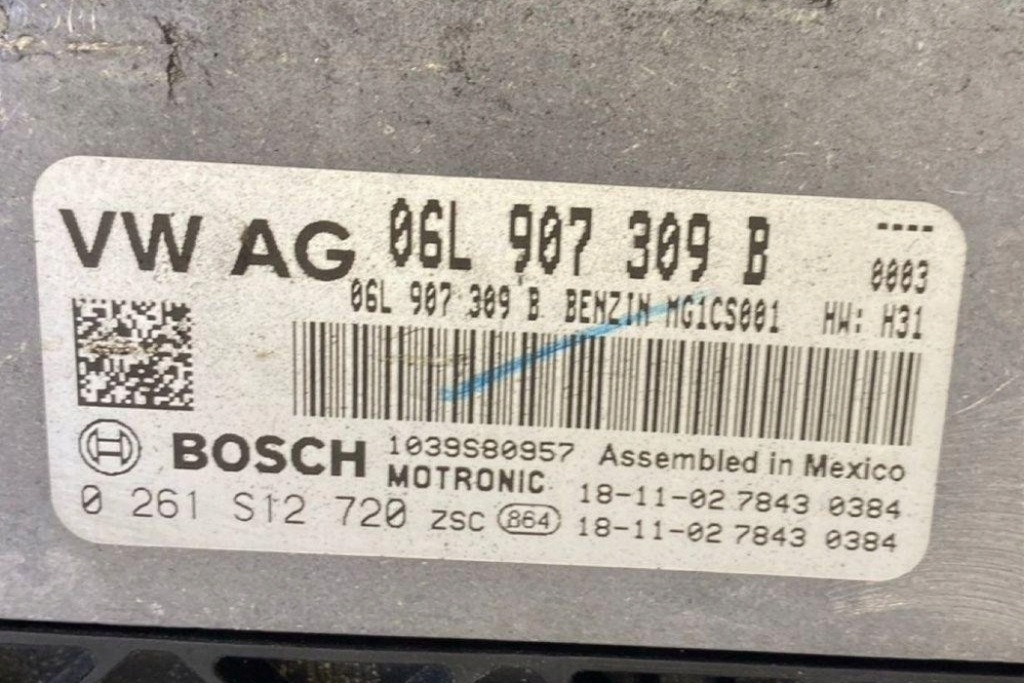 VW AG 06L 907 309 B ----
0003
06L 907 309 B BENZIN MG1CS001 HW: H31
BOSCH 1039S80957 Assembled in Mexico
MOTRONIC 18-11-02 7843 0384
0 261 S12 720 ZSC 864 18-11-02 7843 0384